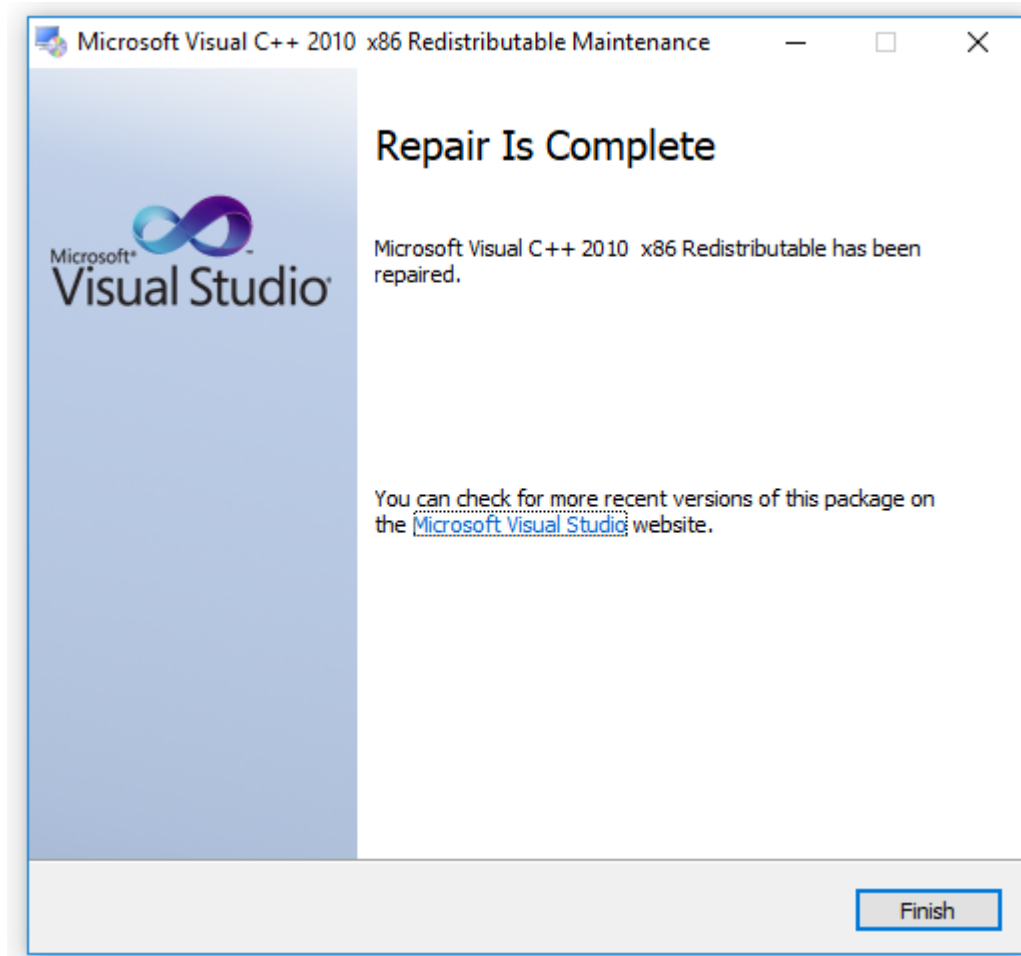 Microsoft Visual C++ 2010  x86 Redistributable Maintenance
Repair Is Complete
Microsoft®
Visual Studio®
Microsoft Visual C++ 2010  x86 Redistributable has been
repaired.
You can check for more recent versions of this package on
the Microsoft Visual Studio website.
Finish